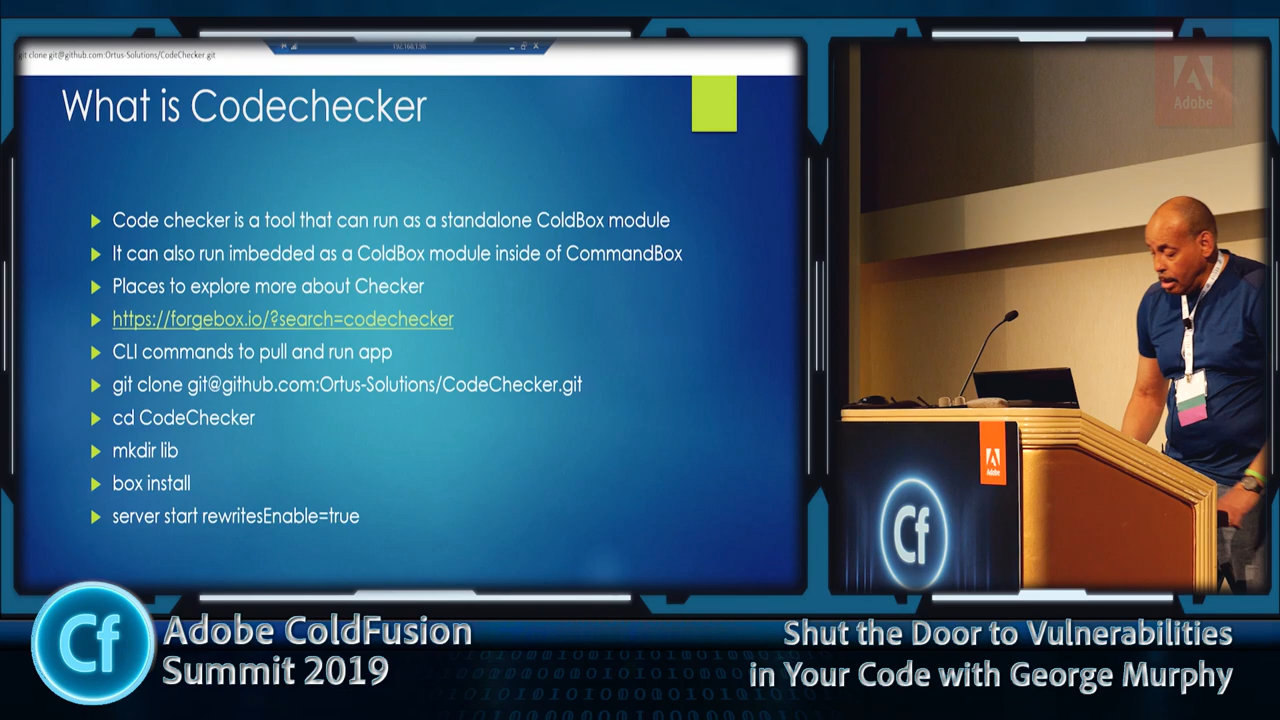 git clone git@github.com:Ortus-Solutions/CodeChecker.git
What is Codechecker
Code checker is a tool that can run as a standalone ColdBox module
It can also run imbedded as a ColdBox module inside of CommandBox
Places to explore more about Checker
https://forgebox.io/?search=codechecker
CLI commands to pull and run app
git clone git@github.com:Ortus-Solutions/CodeChecker.git
cd CodeChecker
mkdir lib
box install
server start rewritesEnable=true
Adobe
Adobe
Cf
Cf
Adobe ColdFusion
Summit 2019
Shut the Door to Vulnerabilities
in Your Code with George Murphy